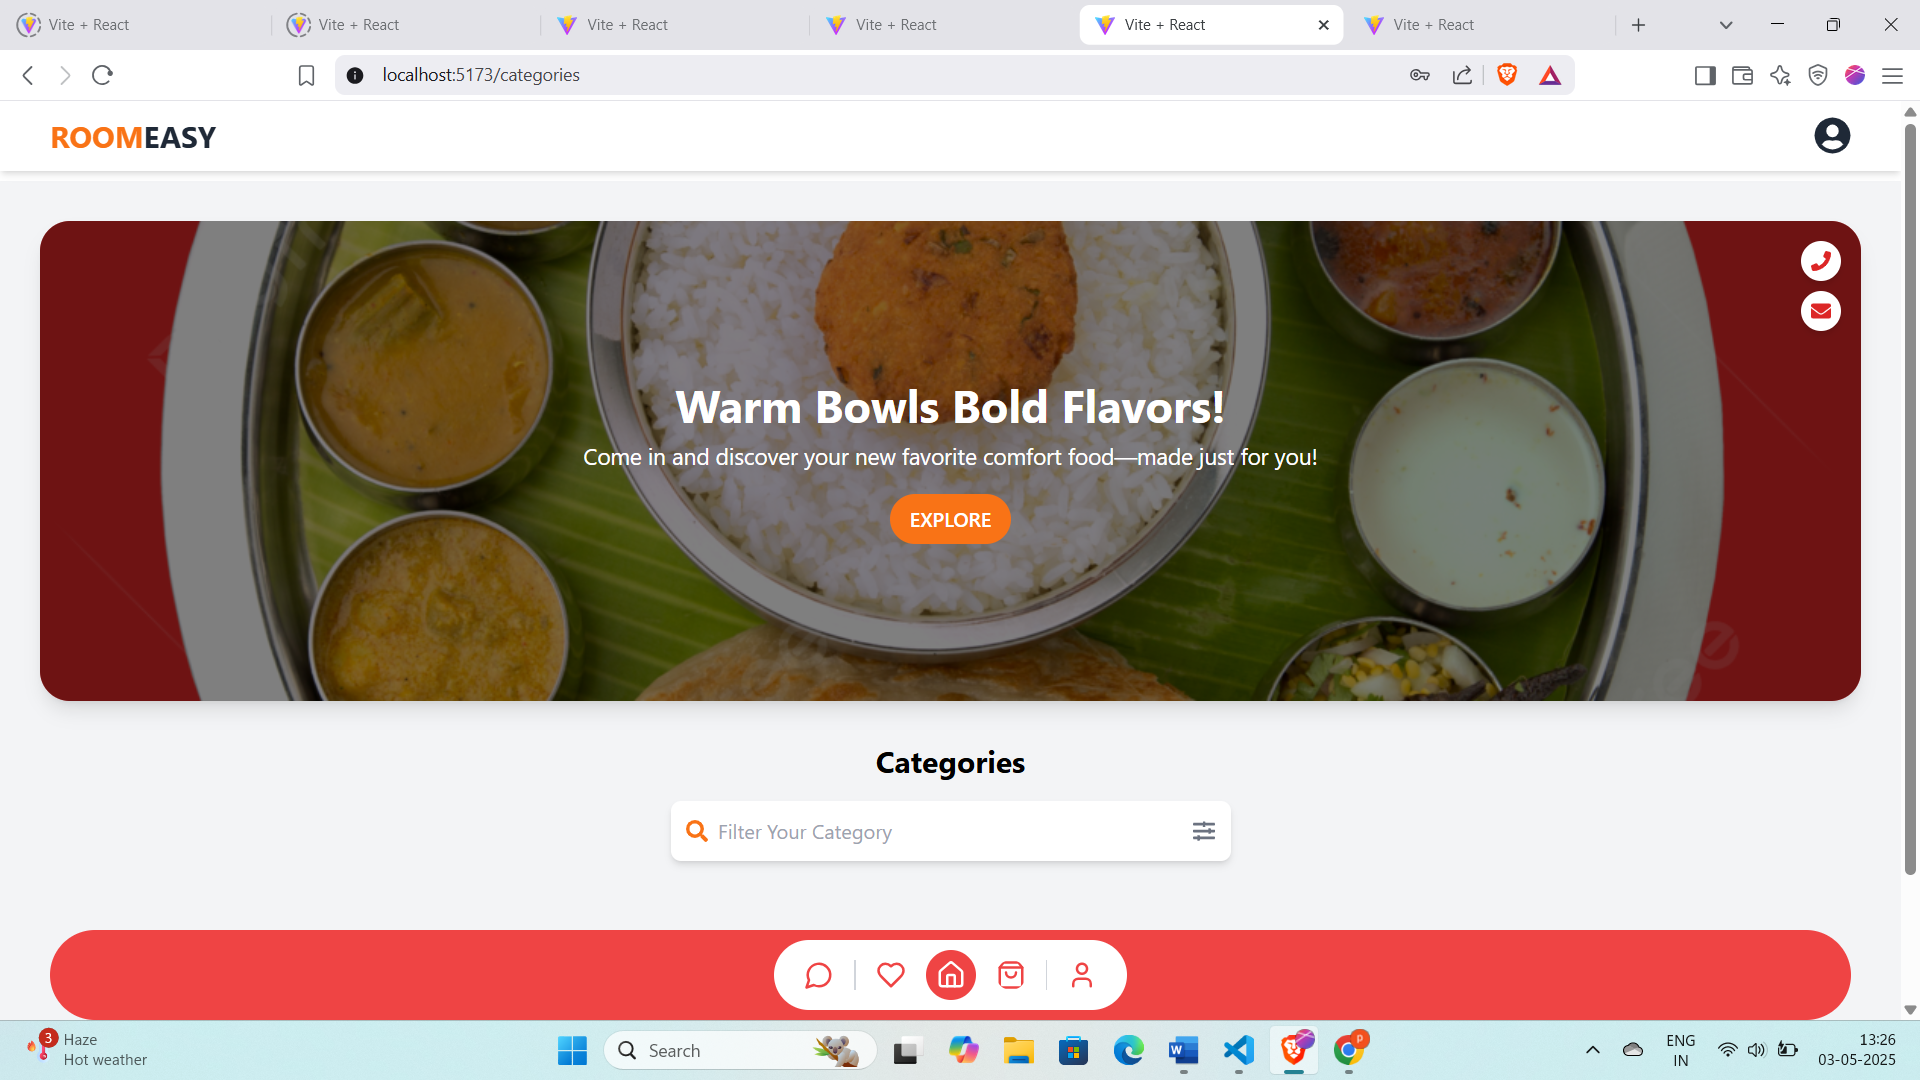 Vite + React
Vite + React
Vite + React
Vite + React
Vite + React
Vite + React
localhost:5173/categories
ROOMEASY
Warm Bowls Bold Flavors!
Come in and discover your new favorite comfort food—made just for you!
EXPLORE
Categories
Filter Your Category
3
Haze
Hot weather
Search
P
ENG
IN
13:26
03-05-2025